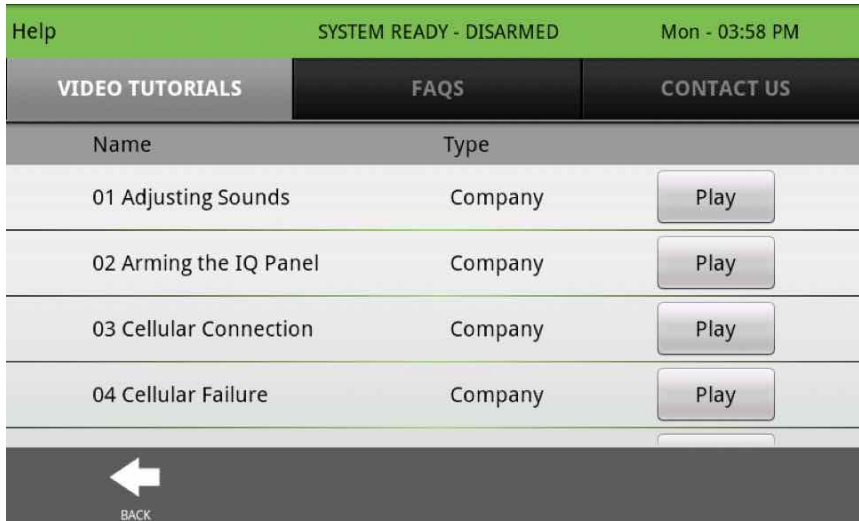 Help SYSTEM READY - DISARMED Mon - 03:58 PM
VIDEO TUTORIALS FAQS CONTACT US
Name Type
01 Adjusting Sounds Company Play
02 Arming the IQ Panel Company Play
03 Cellular Connection Company Play
04 Cellular Failure Company Play
BACK